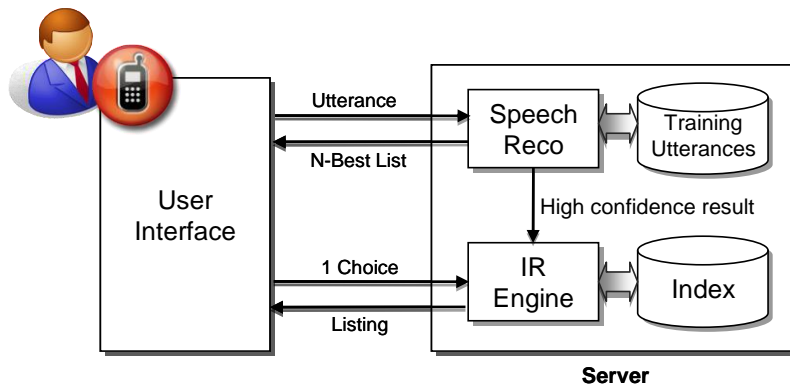 User
Interface
Utterance
N-Best List
1 Choice
Listing
Speech
Reco
Training
Utterances
High confidence result
IR
Engine
Index
Server